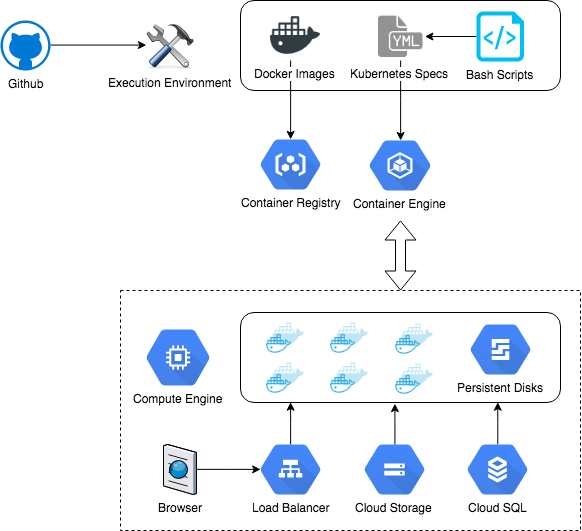 Github
Execution Environment
Docker Images
YML
Kubernetes Specs
</>
Bash Scripts
Container Registry
Container Engine
Compute Engine
Persistent Disks
Browser
Load Balancer
Cloud Storage
Cloud SQL